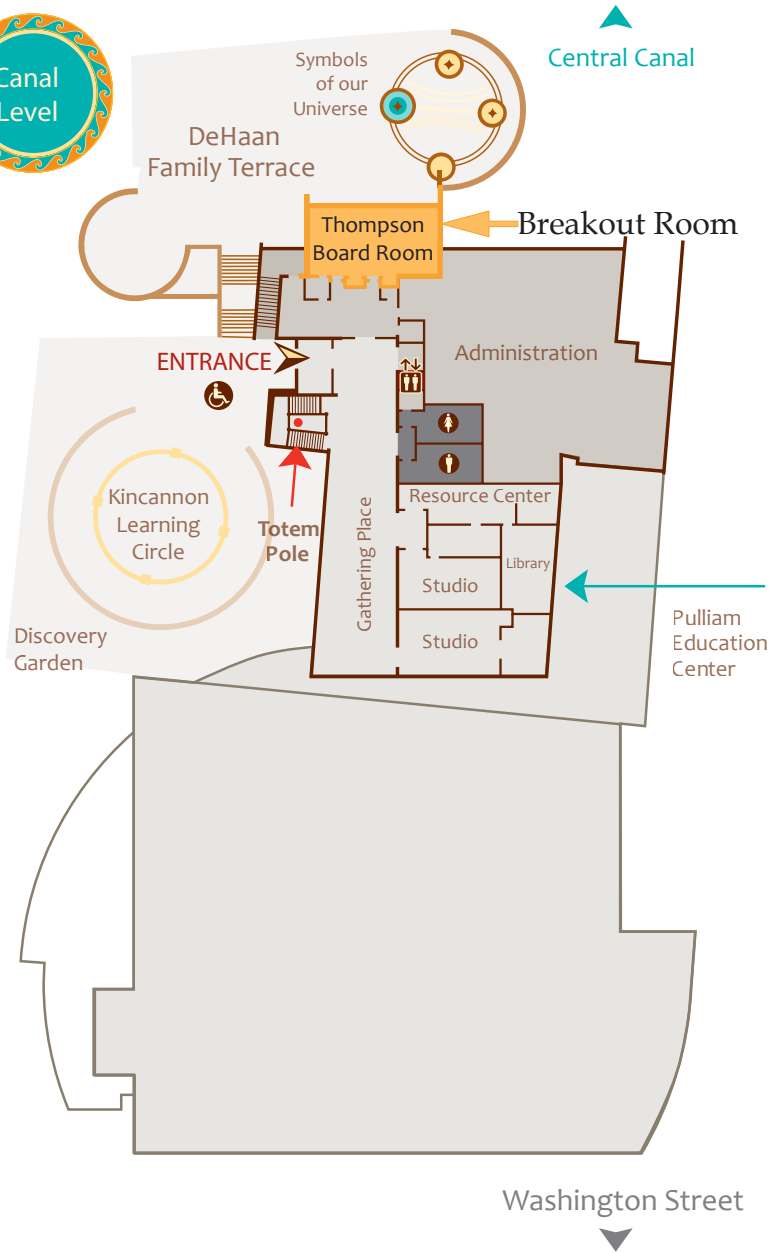 Canal
Level
Central Canal
Symbols
of our
Universe
DeHaan
Family Terrace
Thompson
Board Room
Breakout Room
ENTRANCE
Administration
Kincannon
Learning
Circle
Totem
Pole
Gathering Place
Resource Center
Library
Studio
Studio
Discovery
Garden
Pulliam
Education
Center
Washington Street